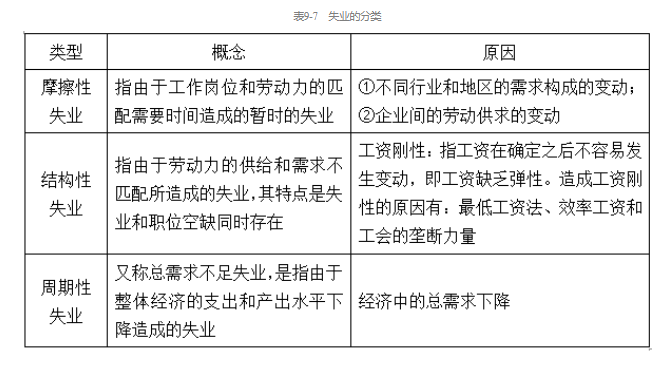 表9-7 失业的分类
类型 概念 原因
摩擦性
失业
指由于工作岗位和劳动力的匹
配需要时间造成的暂时的失业
①不同行业和地区的需求构成的变动;
②企业间的劳动供求的变动
结构性
失业
指由于劳动力的供给和需求不
匹配所造成的失业,其特点是失
业和职位空缺同时存在
工资刚性:指工资在确定之后不容易发
生变动,即工资缺乏弹性。造成工资刚
性的原因有:最低工资法、效率工资和
工会的垄断力量
周期性
失业
又称总需求不足失业,是指由于
整体经济的支出和产出水平下
降造成的失业
经济中的总需求下降